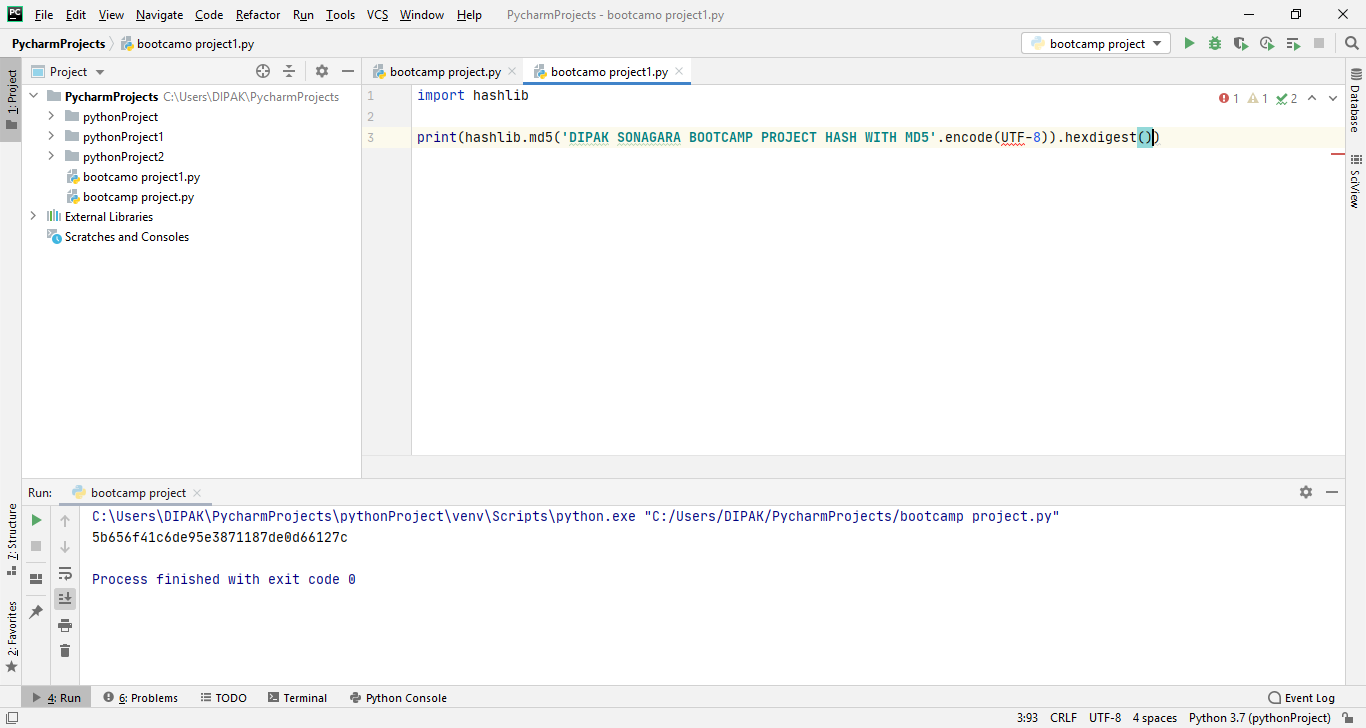 PC File Edit View Navigate Code Refactor Run Tools VCS Window Help PycharmProjects - bootcamo project1.py
PycharmProjects bootcamo project1.py bootcamp project
1: Project
Project
PycharmProjects C:\Users\DIPAK\PycharmProjects
pythonProject
pythonProject1
pythonProject2
bootcamo project1.py
bootcamp project.py
External Libraries
Scratches and Consoles
bootcamp project.py bootcamo project1.py
1 import hashlib
2
3 print(hashlib.md5('DIPAK SONAGARA BOOTCAMP PROJECT HASH WITH MD5'.encode(UTF-8)).hexdigest())
1 1 2
Database
SciView
7: Structure
2: Favorites
Run: bootcamp project
C:\Users\DIPAK\PycharmProjects\pythonProject\venv\Scripts\python.exe "C:/Users/DIPAK/PycharmProjects/bootcamp project.py"
5b656f41c6de95e3871187de0d66127c
Process finished with exit code 0
4: Run 6: Problems TODO Terminal Python Console Event Log
3:93 CRLF UTF-8 4 spaces Python 3.7 (pythonProject)